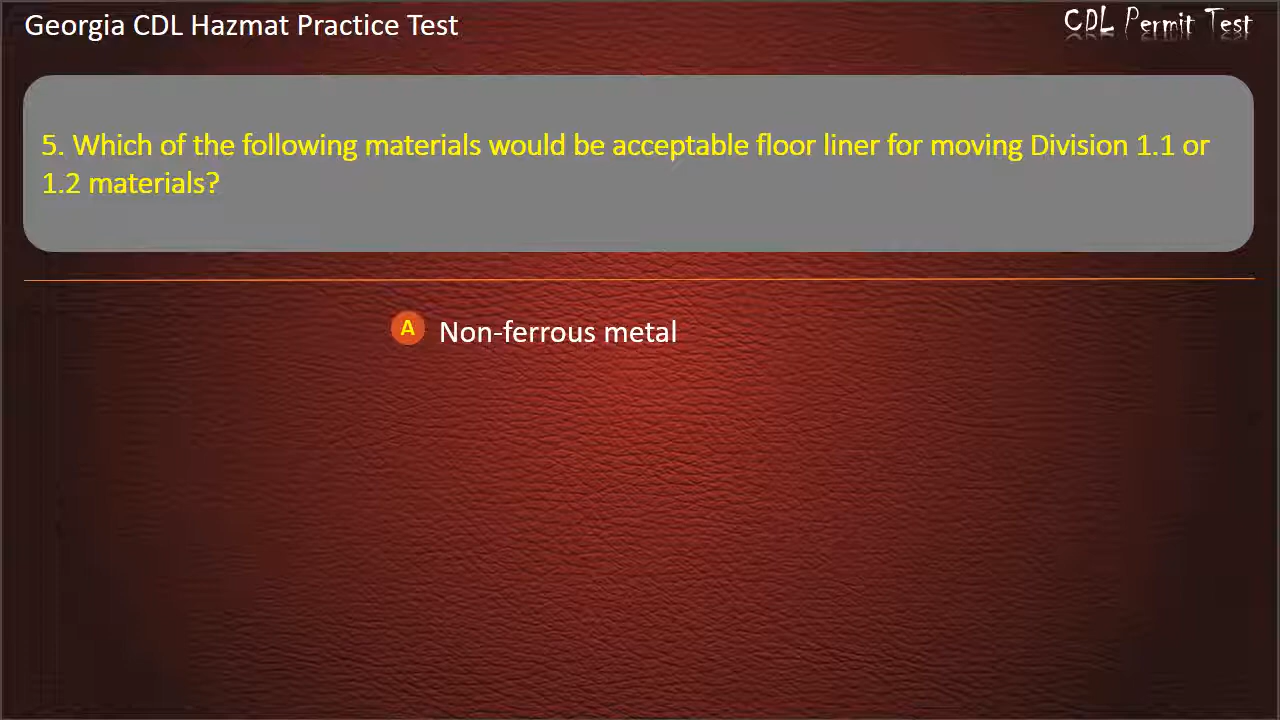 Georgia CDL Hazmat Practice Test
CDL Permit Test
5. Which of the following materials would be acceptable floor liner for moving Division 1.1 or
1.2 materials?
A Non-ferrous metal